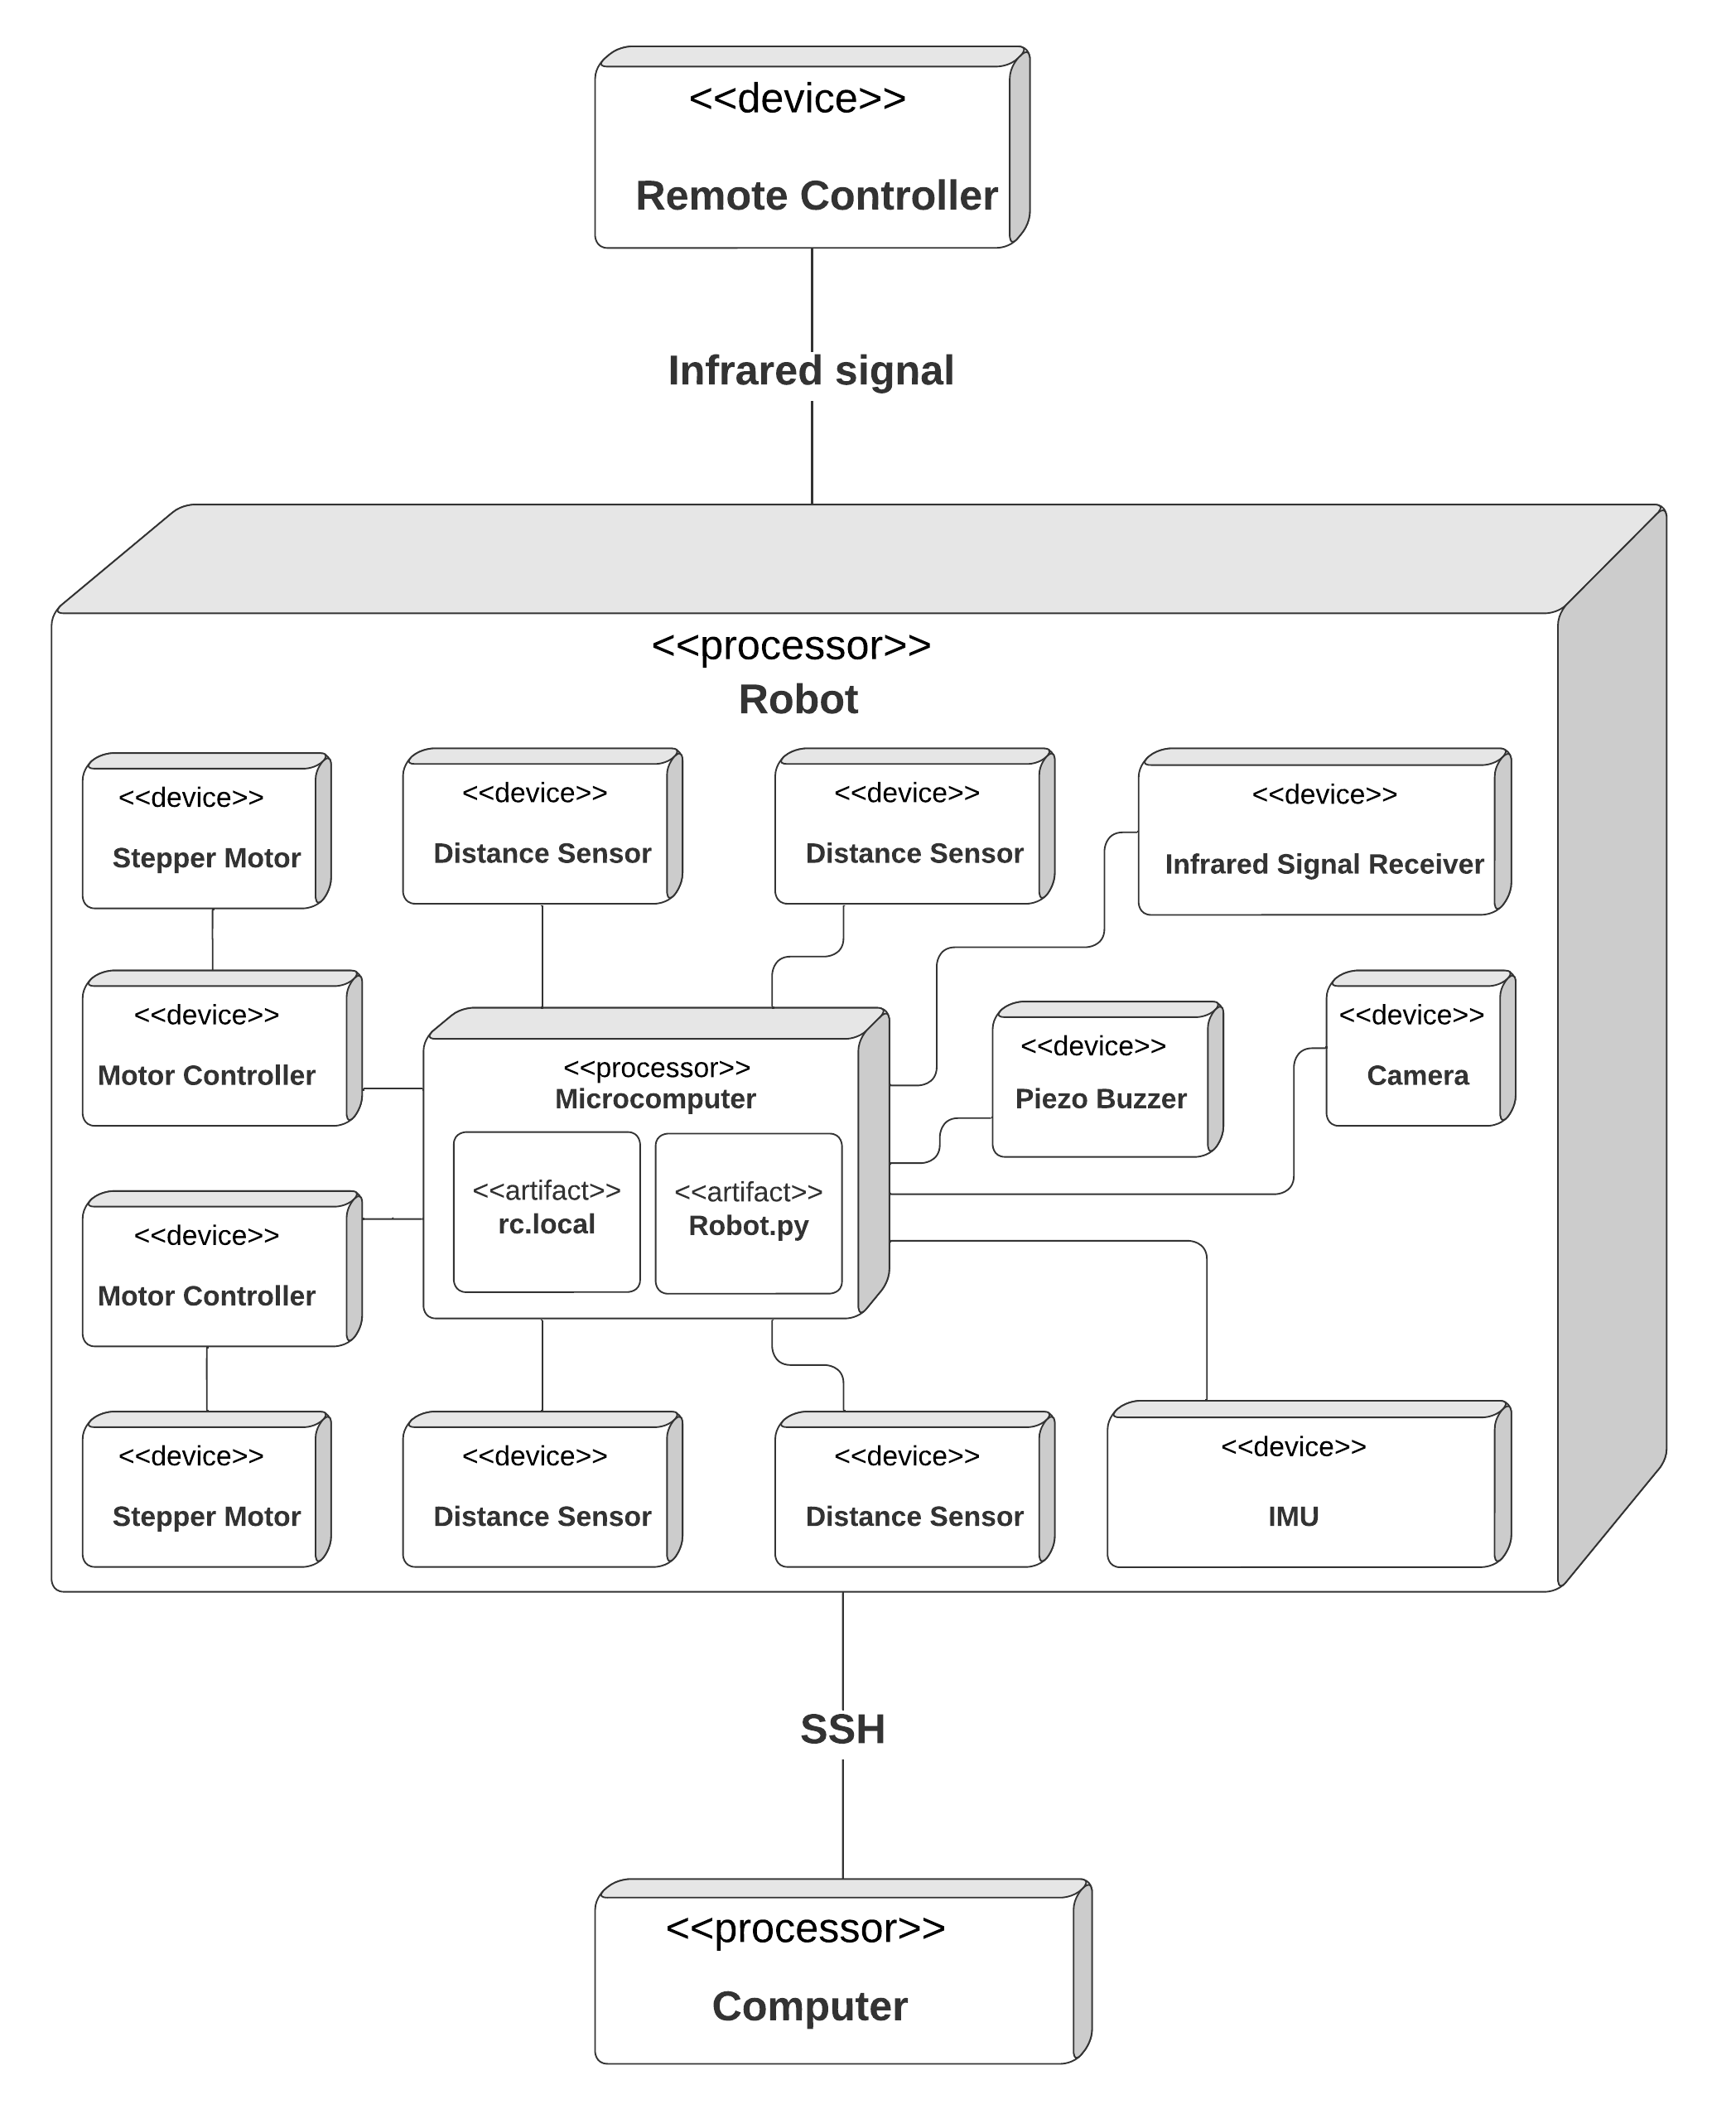 <<device>>
Remote Controller
Infrared signal
<<processor>>
Robot
<<device>>
Stepper Motor
<<device>>
Distance Sensor
<<device>>
Distance Sensor
<<device>>
Infrared Signal Receiver
<<device>>
Motor Controller
<<processor>>
Microcomputer
<<artifact>>
rc.local
<<artifact>>
Robot.py
<<device>>
Piezo Buzzer
<<device>>
Camera
<<device>>
Motor Controller
<<device>>
Stepper Motor
<<device>>
Distance Sensor
<<device>>
Distance Sensor
<<device>>
IMU
SSH
<<processor>>
Computer